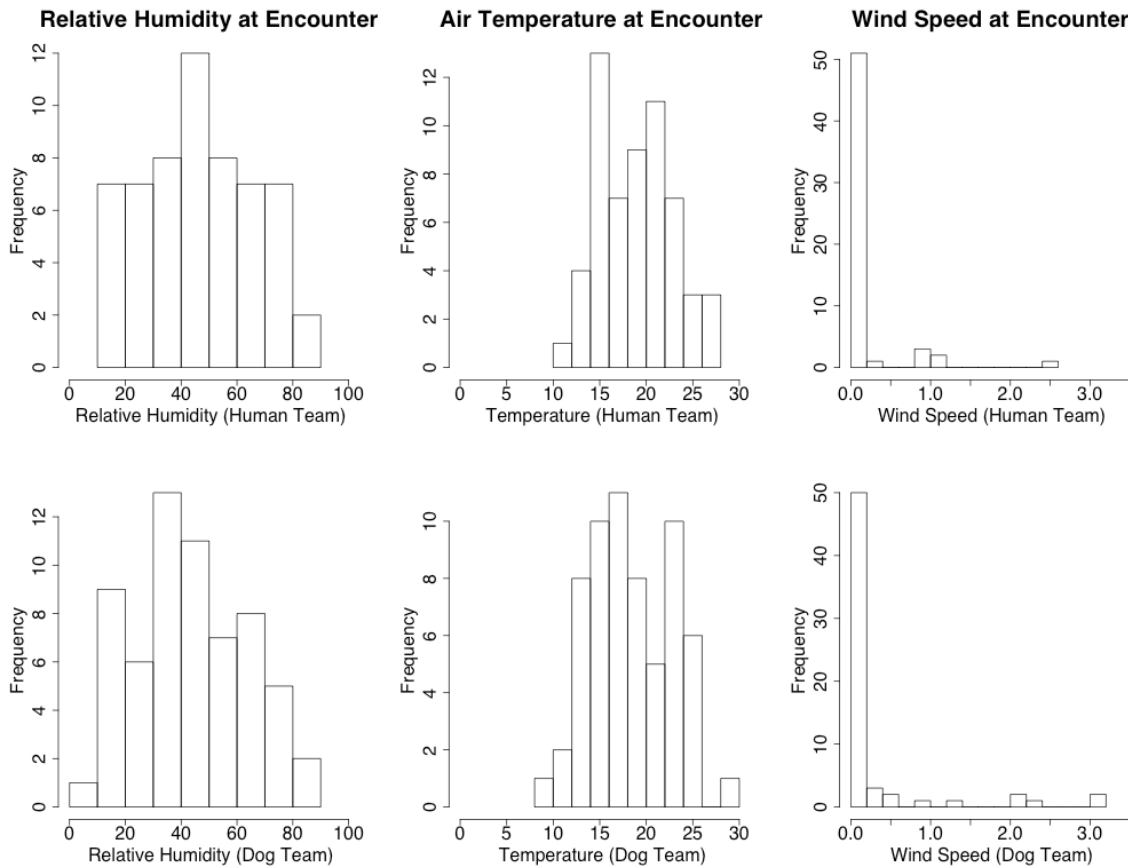 Relative Humidity at Encounter
Air Temperature at Encounter
Wind Speed at Encounter
Frequency
0 2 4 6 8 10 12
0 20 40 60 80 100
Relative Humidity (Human Team)
Frequency
0 2 4 6 8 10 12
0 5 10 15 20 25 30
Temperature (Human Team)
Frequency
0 10 20 30 40 50
0.0 1.0 2.0 3.0
Wind Speed (Human Team)
Frequency
0 2 4 6 8 10 12
0 20 40 60 80 100
Relative Humidity (Dog Team)
Frequency
0 2 4 6 8 10
0 5 10 15 20 25 30
Temperature (Dog Team)
Frequency
0 10 20 30 40 50
0.0 1.0 2.0 3.0
Wind Speed (Dog Team)